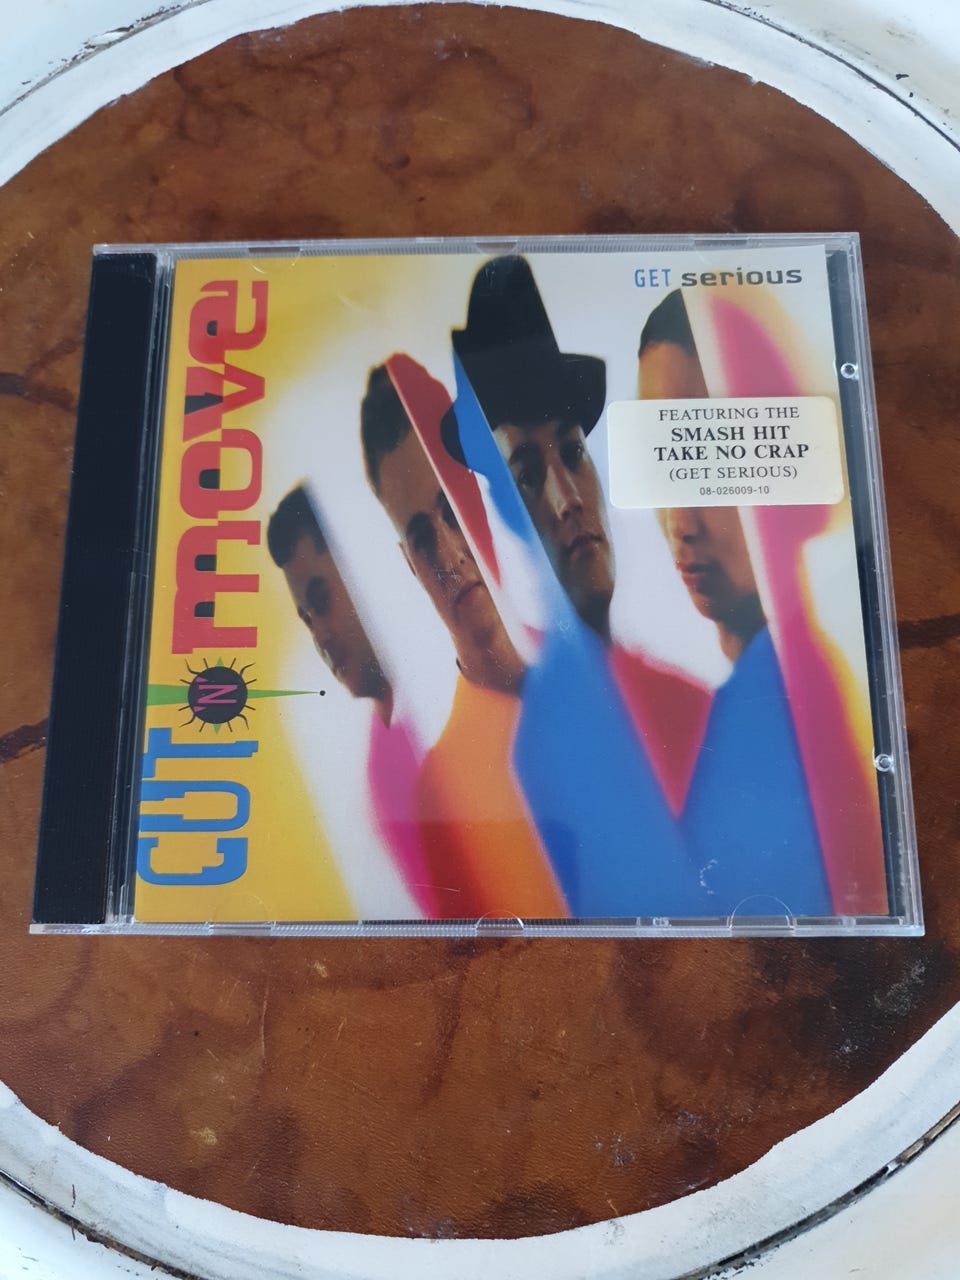 CUT 'N' move
GET serious
FEATURING THE
SMASH HIT
TAKE NO CRAP
(GET SERIOUS)
08-026009-10